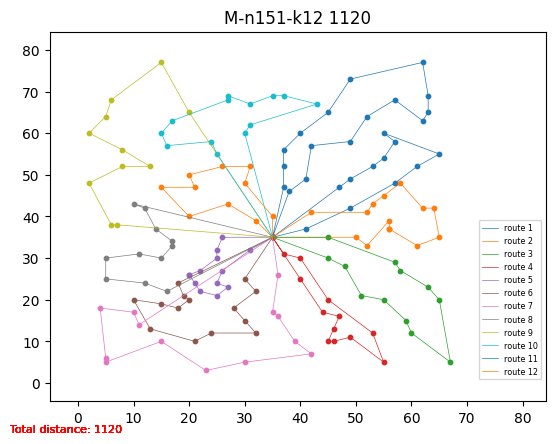 M-n151-k12 1120
80
70
60
50
40
30
20
10
0
route 1
route 2
route 3
route 4
route 5
route 6
route 7
route 8
route 9
route 10
route 11
route 12
0 10 20 30 40 50 60 70 80
Total distance: 1120